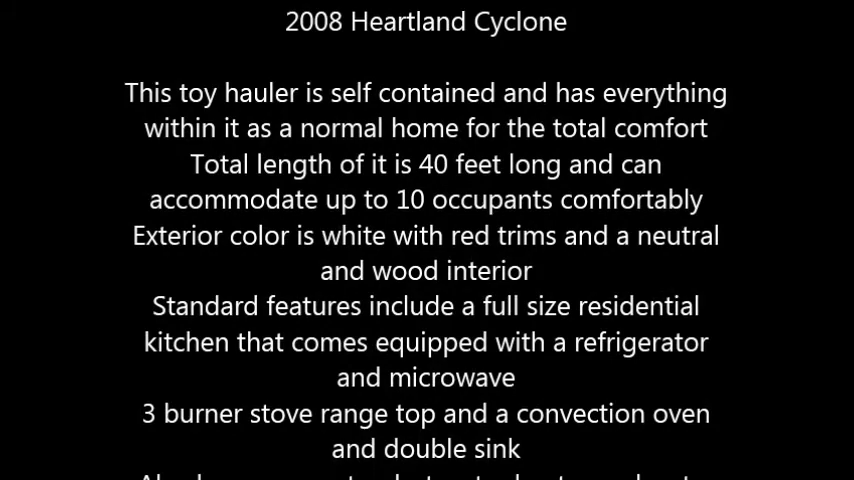 2008 Heartland Cyclone
This toy hauler is self contained and has everything
within it as a normal home for the total comfort
Total length of it is 40 feet long and can
accommodate up to 10 occupants comfortably
Exterior color is white with red trims and a neutral
and wood interior
Standard features include a full size residential
kitchen that comes equipped with a refrigerator
and microwave
3 burner stove range top and a convection oven
and double sink